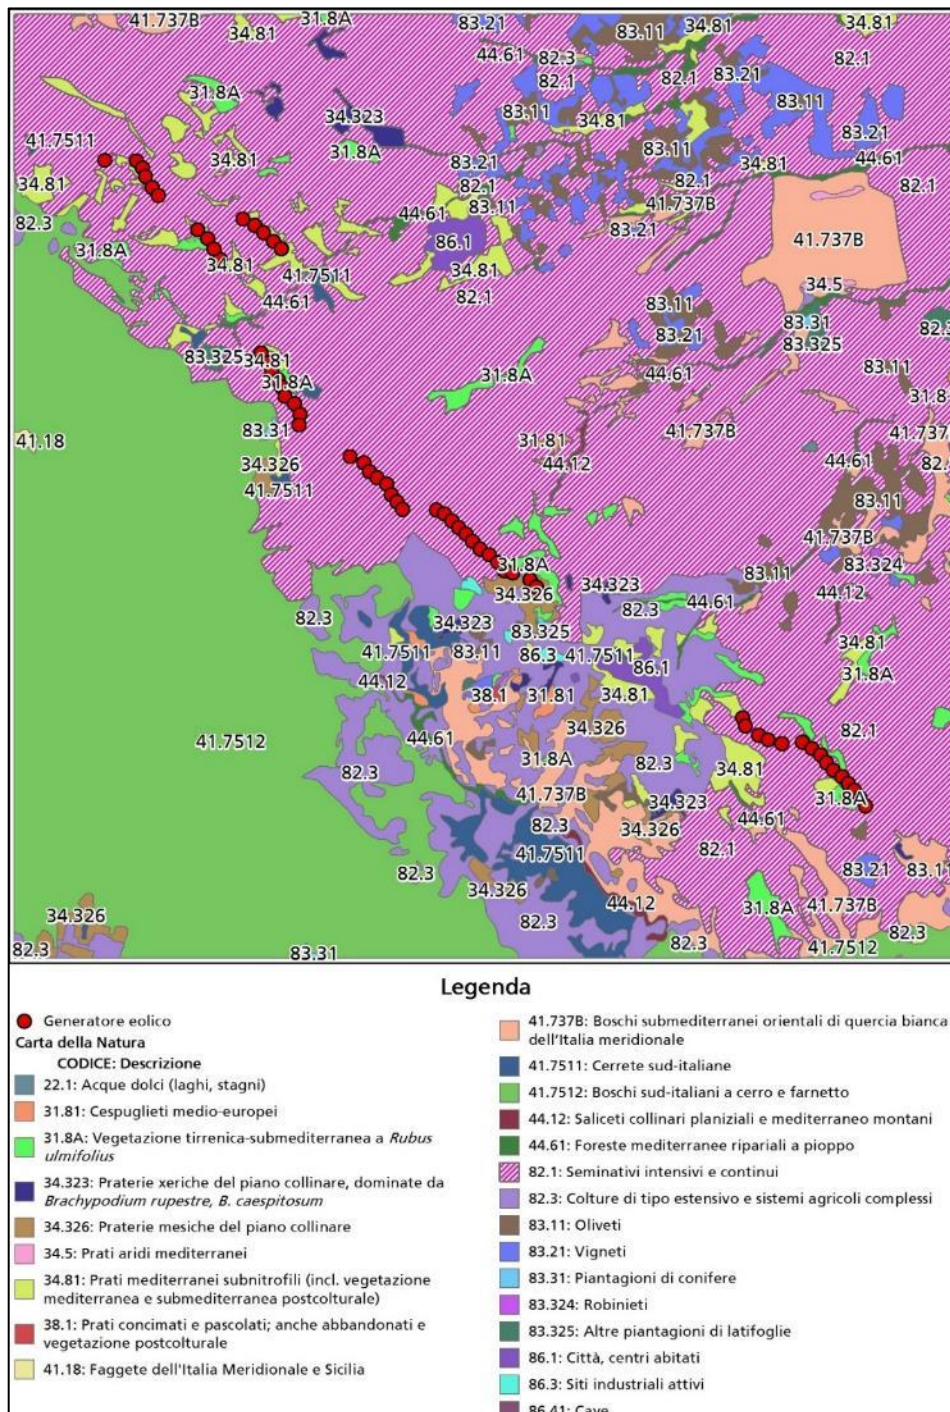 41.737B
34.81
31.8A
83.21
34.81
44.61
82.3
83.11
82.1
82.1
83.21
82.1
31.8A
34.323
83.11
34.81
83.11
83.21
41.7511
34.81
31.8A
83.11
34.81
83.21
34.81
44.61
82.1
82.1
82.1
82.3
44.61
83.11
41.737B
86.1
83.21
41.737B
31.8A
34.81
41.7511
34.81
82.1
34.5
44.61
83.11
83.31
83.21
83.325
82.3
83.325
34.81
31.8A
31.8A
44.61
83.11
31.8
83.31
41.18
31.81
41.737B
41.737
44.12
44.61
82.
34.326
41.7511
83.11
41.737B
31.8A
83.11
83.324
34.326
34.323
44.61
44.12
82.3
82.3
34.323
83.325
34.81
41.7511
83.11
86.3
41.7511
86.1
31.8A
44.12
38.1
31.81
34.81
34.326
82.1
44.61
41.7512
82.3
31.8A
82.3
34.81
41.737B
34.323
31.8A
82.3
34.326
44.61
41.7511
82.1
82.3
83.21
83.11
34.326
44.12
31.8A
41.737B
34.326
82.3
82.3
82.3
82.3
83.31
41.7512
Legenda
Generatore eolico
Carta della Natura
CODICE: Descrizione
22.1: Acque dolci (laghi, stagni)
31.81: Cespuglieti medio-europei
31.8A: Vegetazione tirrenica-submediterranea a Rubus
ulmifolius
34.323: Praterie xeriche del piano collinare, dominate da
Brachypodium rupestre, B. caespitosum
34.326: Praterie mesiche del piano collinare
34.5: Prati aridi mediterranei
34.81: Prati mediterranei subnitrofili (incl. vegetazione
mediterranea e submediterranea postcolturale)
38.1: Prati concimati e pascolati; anche abbandonati e
vegetazione postcolturale
41.18: Faggete dell'Italia Meridionale e Sicilia
41.737B: Boschi submediterranei orientali di quercia bianca
dell'Italia meridionale
41.7511: Cerrete sud-italiane
41.7512: Boschi sud-italiani a cerro e farnetto
44.12: Saliceti collinari planiziali e mediterraneo montani
44.61: Foreste mediterranee ripariali a pioppo
82.1: Seminativi intensivi e continui
82.3: Colture di tipo estensivo e sistemi agricoli complessi
83.11: Oliveti
83.21: Vigneti
83.31: Piantagioni di conifere
83.324: Robinieti
83.325: Altre piantagioni di latifoglie
86.1: Città, centri abitati
86.3: Siti industriali attivi
86.41: Cave